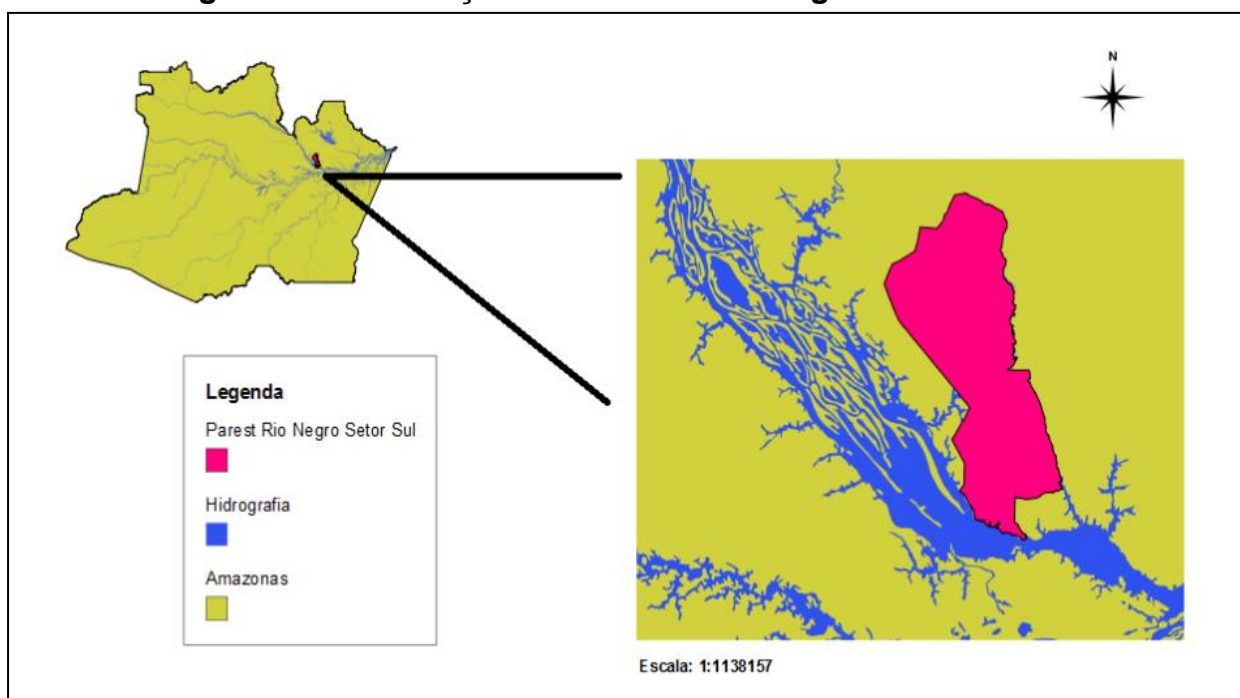 N
Legenda
Parest Rio Negro Setor Sul
Hidrografia
Amazonas
Escala: 1:1138157